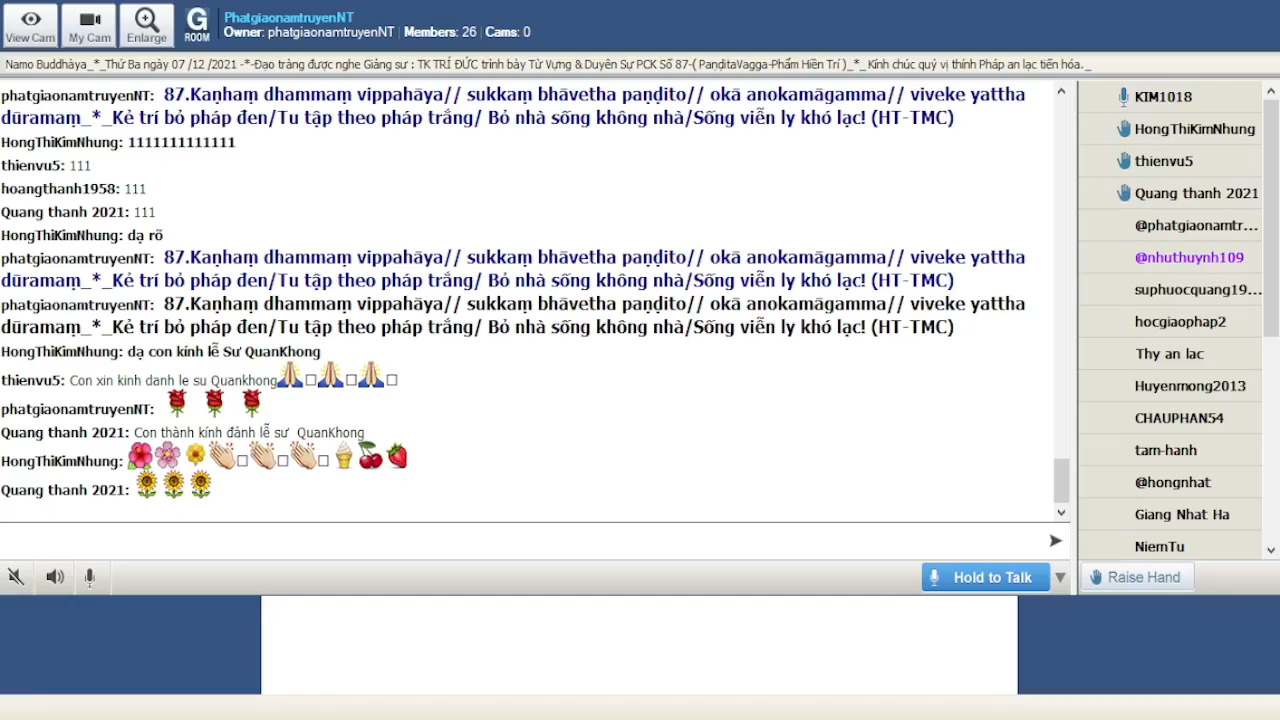 View Cam
My Cam
Enlarge
G
ROOM
PhatgiaonamtruyenNT
Owner: phatgiaonamtruyenNT | Members: 26 | Cams: 0
Namo Buddhàya_*_Thứ Ba ngày 07 /12 /2021 -*-Đạo tràng được nghe Giảng sư : TK TRÍ ĐỨC trình bày Từ Vựng & Duyên Sự PCK Số 87-( PaṇḍitaVagga-Phẩm Hiền Trí )_*_ Kính chúc quý vị thính Pháp an lạc tiến hóa._
phatgiaonamtruyenNT: 87.Kaṇhaṃ dhammaṃ vippahāya// sukkaṃ bhāvetha paṇḍito// okā anokamāgamma// viveke yattha
dūramaṃ_*_Kẻ trí bỏ pháp đen/Tu tập theo pháp trắng/ Bỏ nhà sống không nhà/Sống viễn ly khó lạc! (HT-TMC)
HongThiKimNhung: 1111111111111
thienvu5: 111
hoangthanh1958: 111
Quang thanh 2021: 111
HongThiKimNhung: dạ rõ
phatgiaonamtruyenNT: 87.Kaṇhaṃ dhammaṃ vippahāya// sukkaṃ bhāvetha paṇḍito// okā anokamāgamma// viveke yattha
dūramaṃ_*_Kẻ trí bỏ pháp đen/Tu tập theo pháp trắng/ Bỏ nhà sống không nhà/Sống viễn ly khó lạc! (HT-TMC)
phatgiaonamtruyenNT: 87.Kaṇhaṃ dhammaṃ vippahāya// sukkaṃ bhāvetha paṇḍito// okā anokamāgamma// viveke yattha
dūramaṃ_*_Kẻ trí bỏ pháp đen/Tu tập theo pháp trắng/ Bỏ nhà sống không nhà/Sống viễn ly khó lạc! (HT-TMC)
HongThiKimNhung: dạ con kính lễ Sư QuanKhong
thienvu5: Con xin kinh danh le su Quankhong
phatgiaonamtruyenNT:
Quang thanh 2021: Con thành kính đảnh lễ sư QuanKhong
HongThiKimNhung:
Quang thanh 2021:
Hold to Talk
KIM1018
HongThiKimNhung
thienvu5
Quang thanh 2021
@phatgiaonamtr...
@nhuthuynh109
suphuocquang19...
hocgiaophap2
Thy an lac
Huyenmong2013
CHAUPHAN54
tam-hanh
@hongnhat
Giang Nhat Ha
NiemTu
Raise Hand